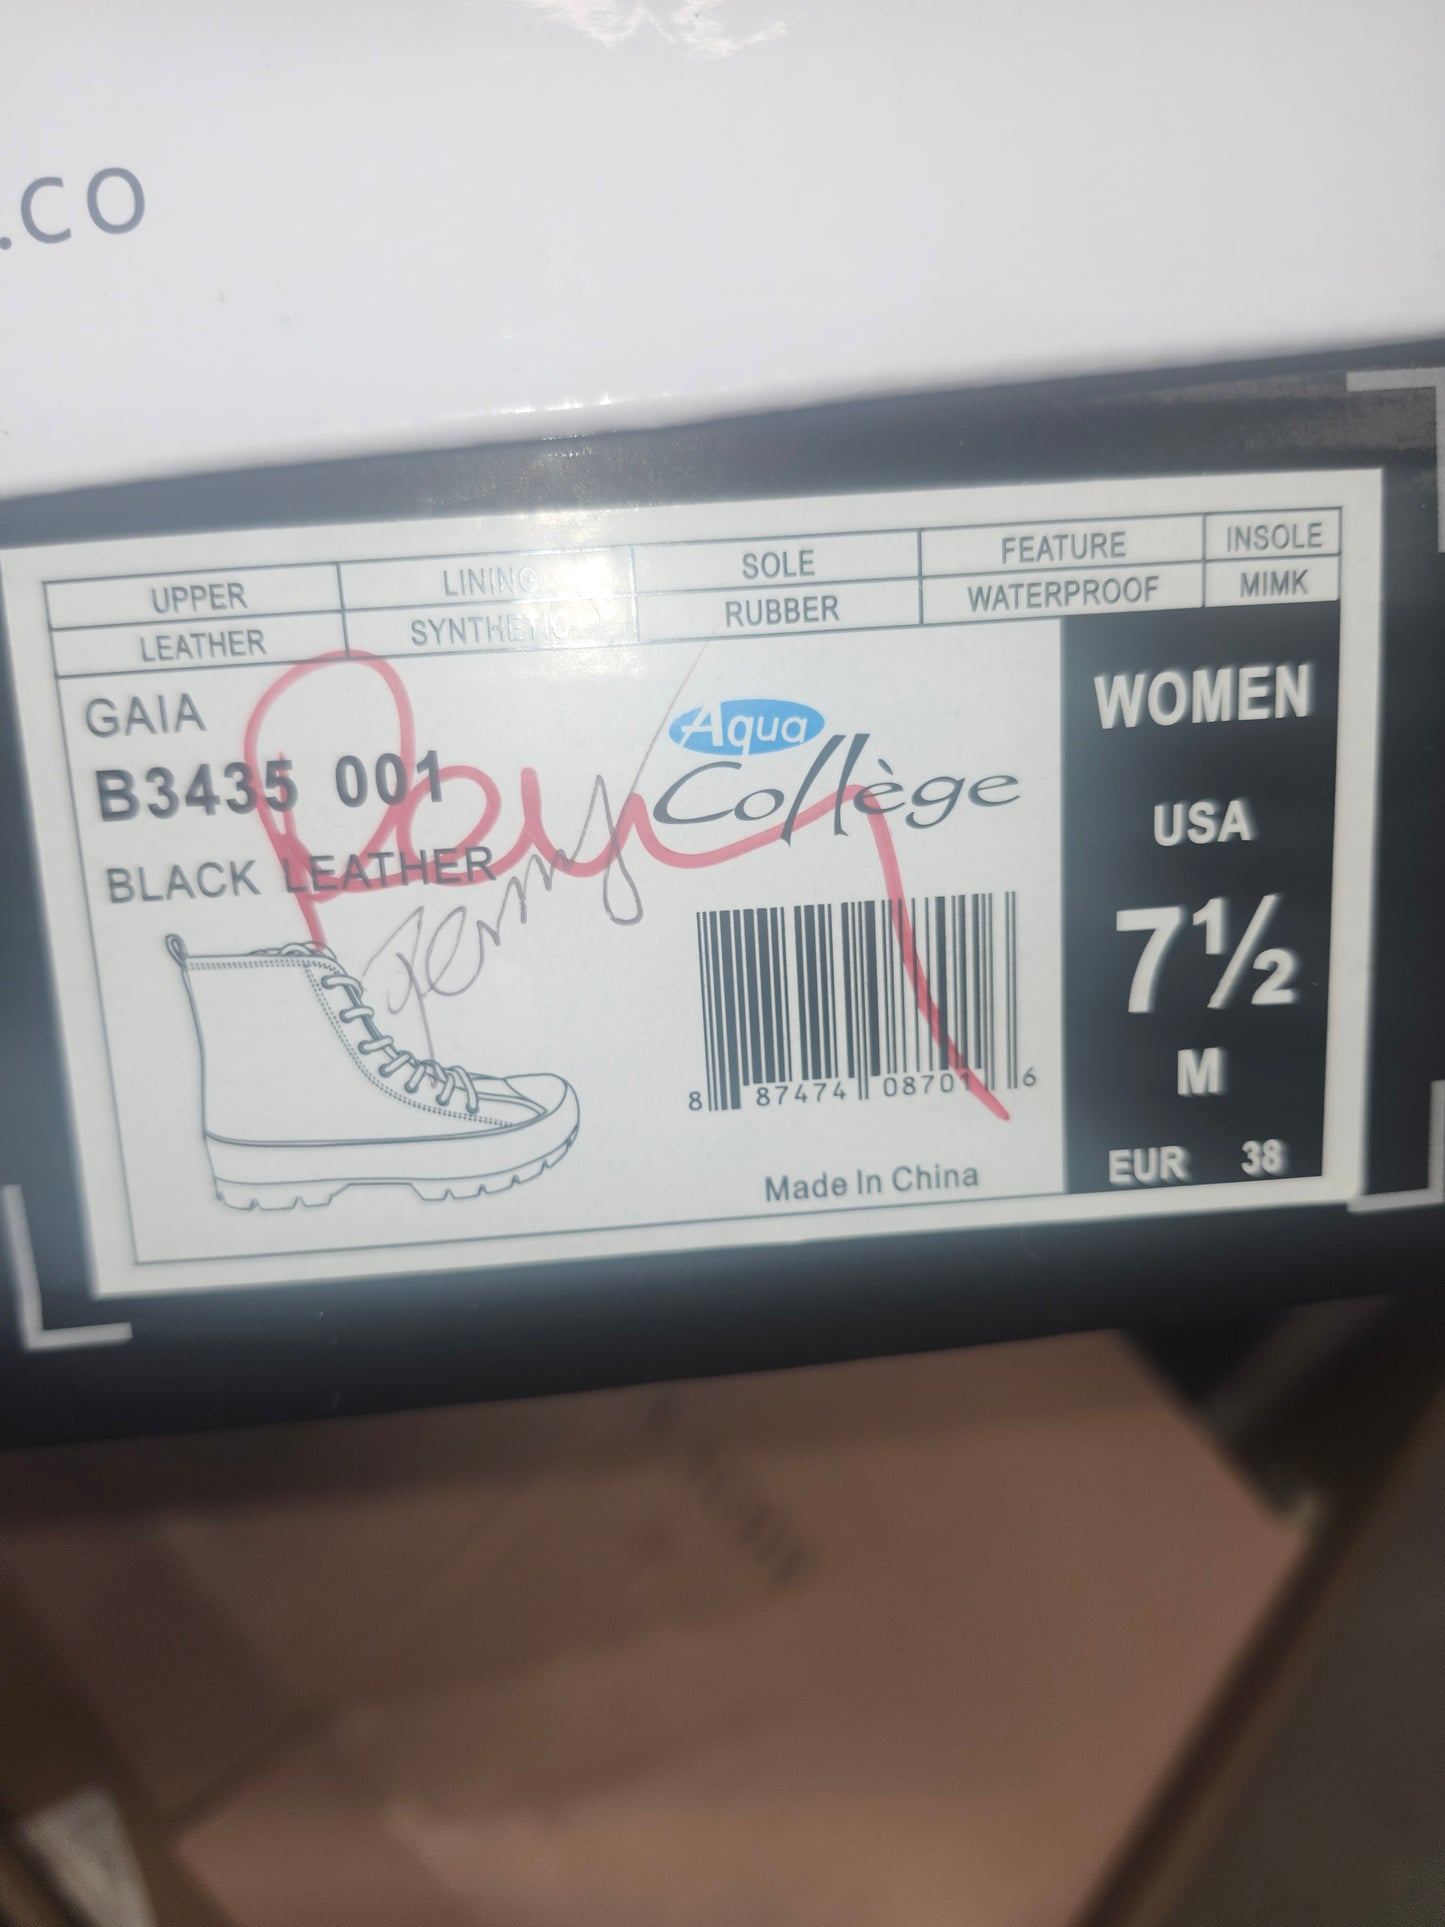 .CO
UPPER LINING SOLE FEATURE INSOLE
LEATHER SYNTHETIC RUBBER WATERPROOF MIMK
GAIA
B3435 001
BLACK LEATHER
Jenny
Aqua
Collège
8 87474 08701 6
Made In China
WOMEN
USA
7½
M
EUR 38